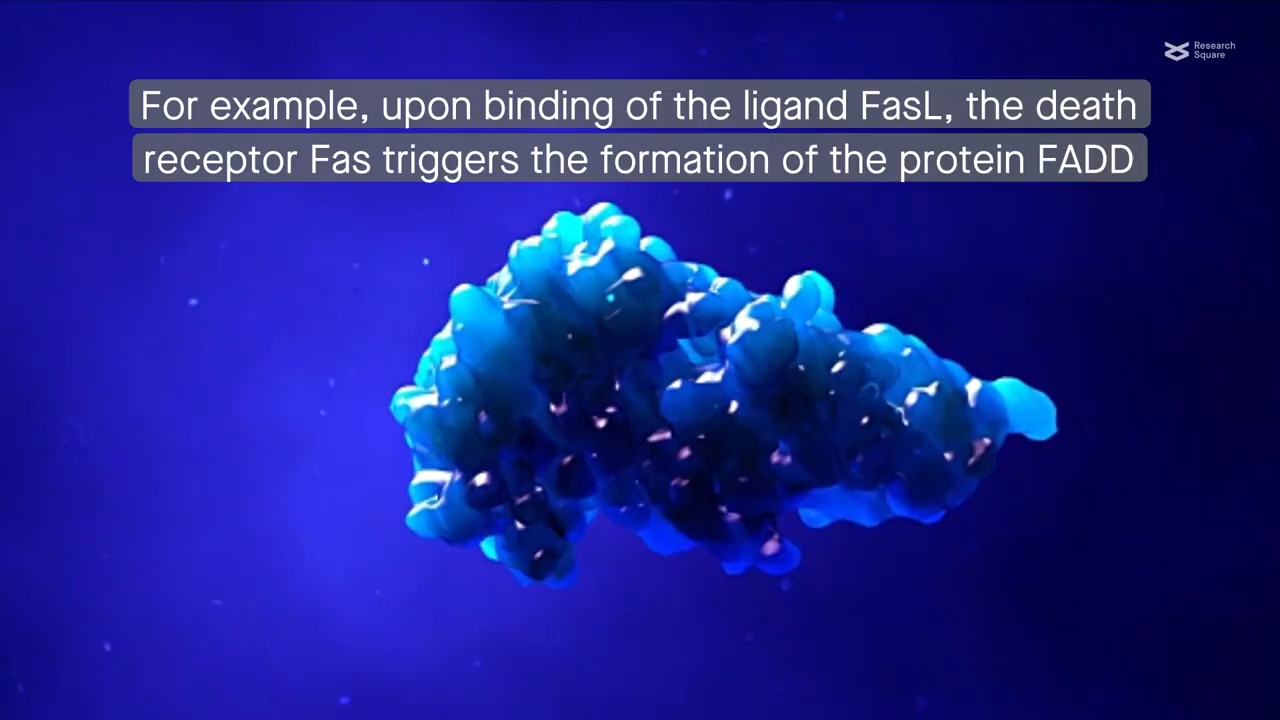 Research
Square
For example, upon binding of the ligand FasL, the death
receptor Fas triggers the formation of the protein FADD